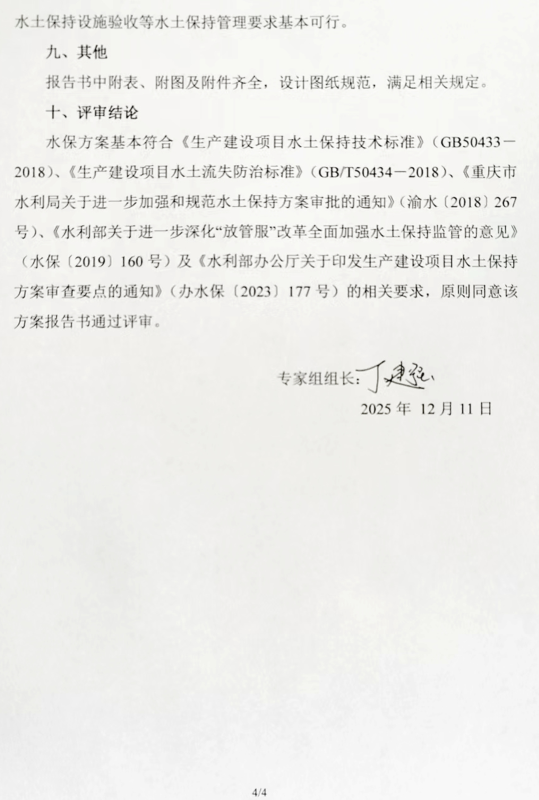 水土保持设施验收等水土保持管理要求基本可行。
九、其他
报告书中附表、附图及附件齐全，设计图纸规范，满足相关规定。
十、评审结论
水保方案基本符合《生产建设项目水土保持技术标准》（GB50433－
2018）、《生产建设项目水土流失防治标准》（GB/T50434－2018）、《重庆市
水利局关于进一步加强和规范水土保持方案审批的通知》（渝水〔2018〕267
号）、《水利部关于进一步深化“放管服”改革全面加强水土保持监管的意见》
（水保〔2019〕160 号）及《水利部办公厅关于印发生产建设项目水土保持
方案审查要点的通知》（办水保〔2023〕177 号）的相关要求，原则同意该
方案报告书通过评审。
专家组组长：丁建强
2025 年 12 月 11 日
4/4